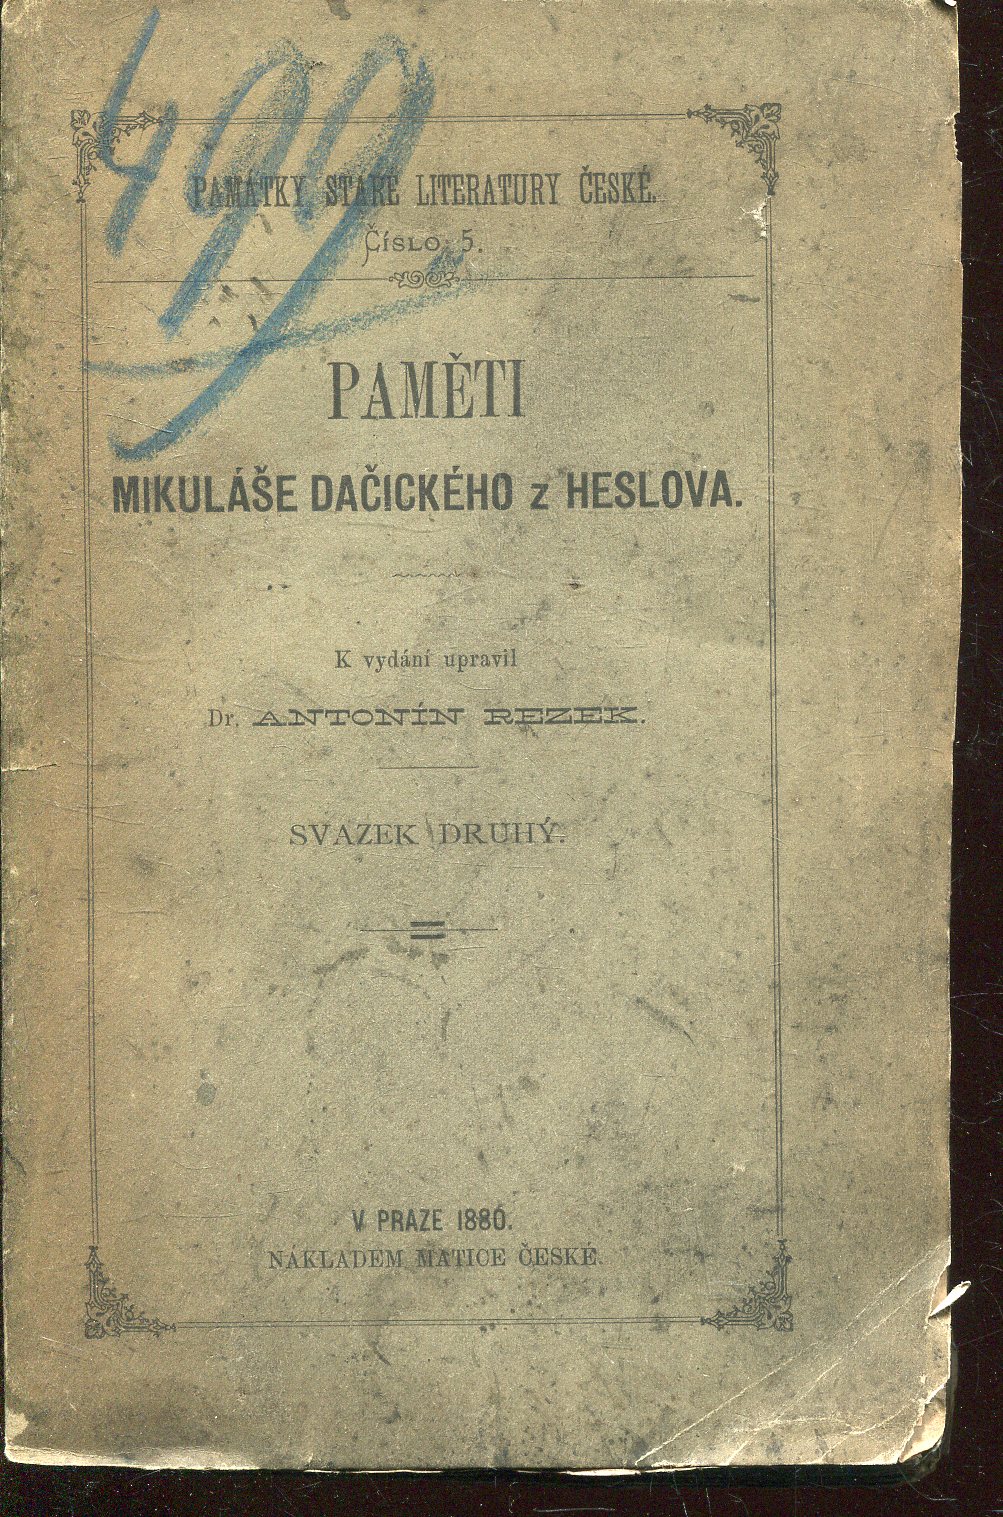 499
PAMÁTKY STARÉ LITERATURY ČESKÉ.
Číslo 5.
PAMĚTI
MIKULÁŠE DAČICKÉHO z HESLOVA.
K vydání upravil
Dr. ANTONÍN REZEK.
SVAZEK DRUHÝ.
V PRAZE 1880.
NÁKLADEM MATICE ČESKÉ.